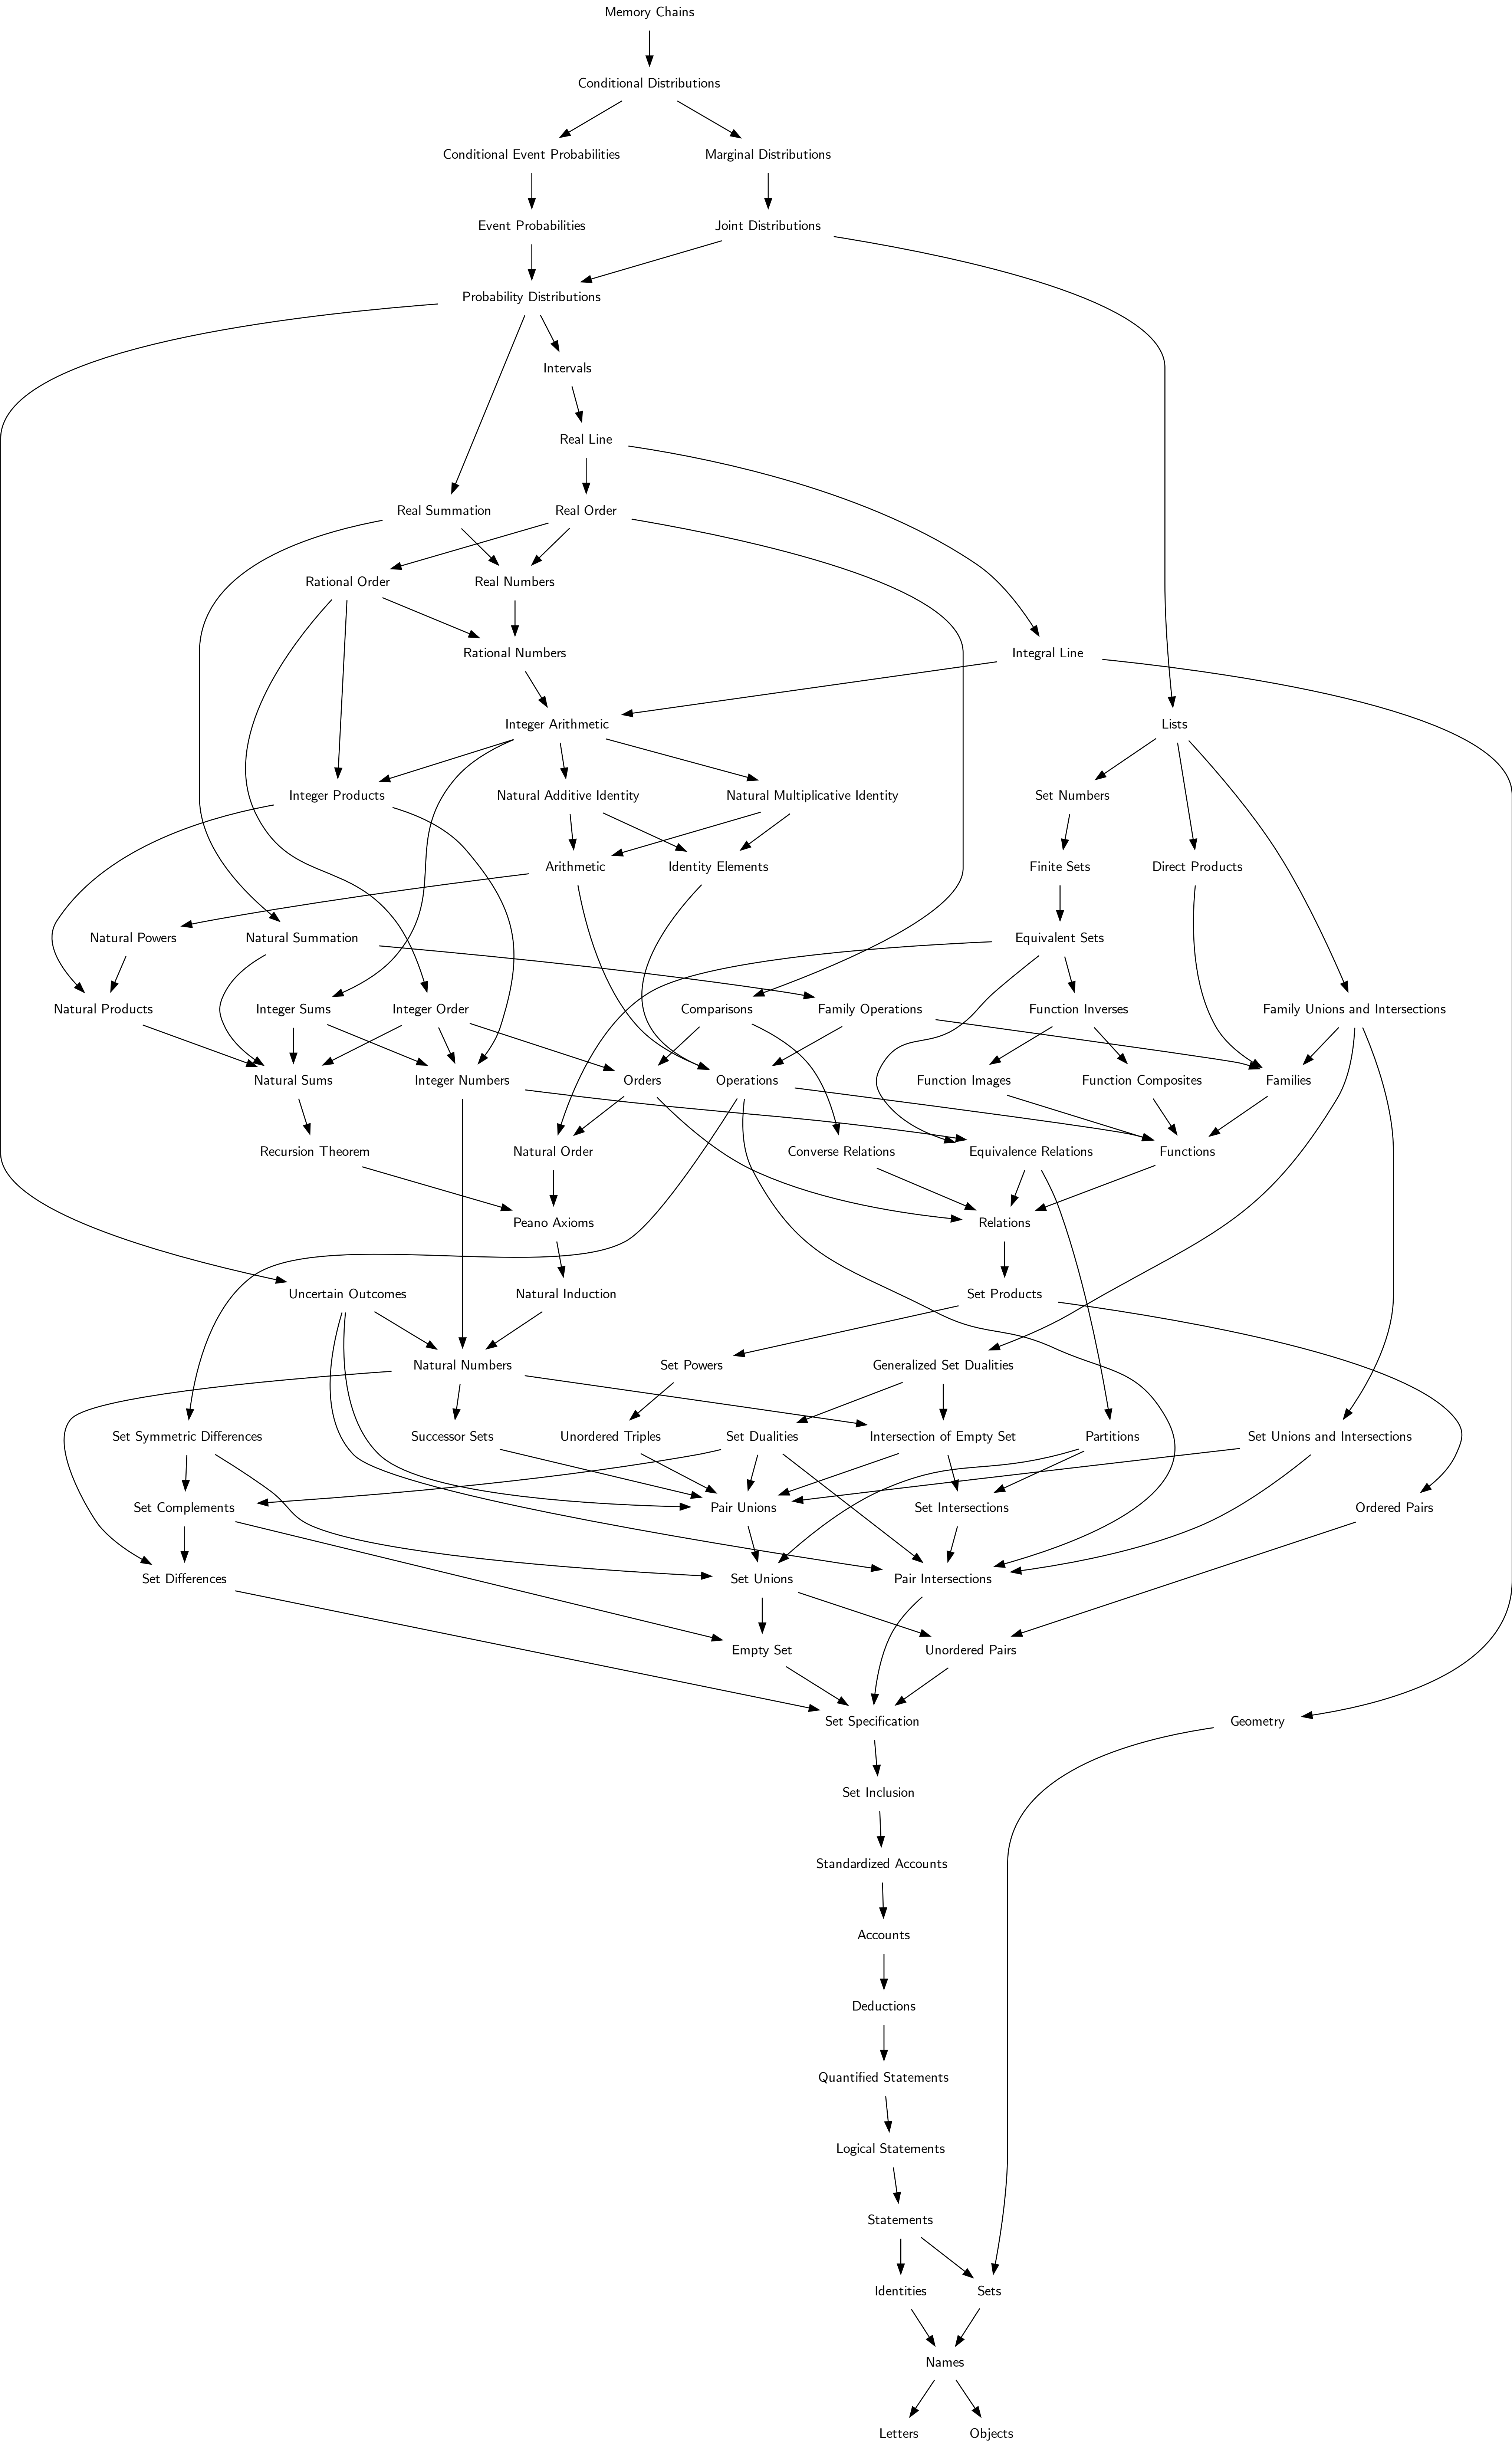 Memory Chains
Conditional Distributions
Conditional Event Probabilities
Marginal Distributions
Event Probabilities
Joint Distributions
Probability Distributions
Intervals
Real Line
Real Summation
Real Order
Rational Order
Real Numbers
Rational Numbers
Integral Line
Integer Arithmetic
Lists
Integer Products
Natural Additive Identity
Natural Multiplicative Identity
Set Numbers
Arithmetic
Identity Elements
Finite Sets
Direct Products
Natural Powers
Natural Summation
Equivalent Sets
Natural Products
Integer Sums
Integer Order
Comparisons
Family Operations
Function Inverses
Family Unions and Intersections
Natural Sums
Integer Numbers
Orders
Operations
Function Images
Function Composites
Families
Recursion Theorem
Natural Order
Converse Relations
Equivalence Relations
Functions
Peano Axioms
Relations
Uncertain Outcomes
Natural Induction
Set Products
Natural Numbers
Set Powers
Generalized Set Dualities
Set Symmetric Differences
Successor Sets
Unordered Triples
Set Dualities
Intersection of Empty Set
Partitions
Set Unions and Intersections
Set Complements
Pair Unions
Set Intersections
Ordered Pairs
Set Differences
Set Unions
Pair Intersections
Empty Set
Unordered Pairs
Set Specification
Geometry
Set Inclusion
Standardized Accounts
Accounts
Deductions
Quantified Statements
Logical Statements
Statements
Identities
Sets
Names
Letters
Objects